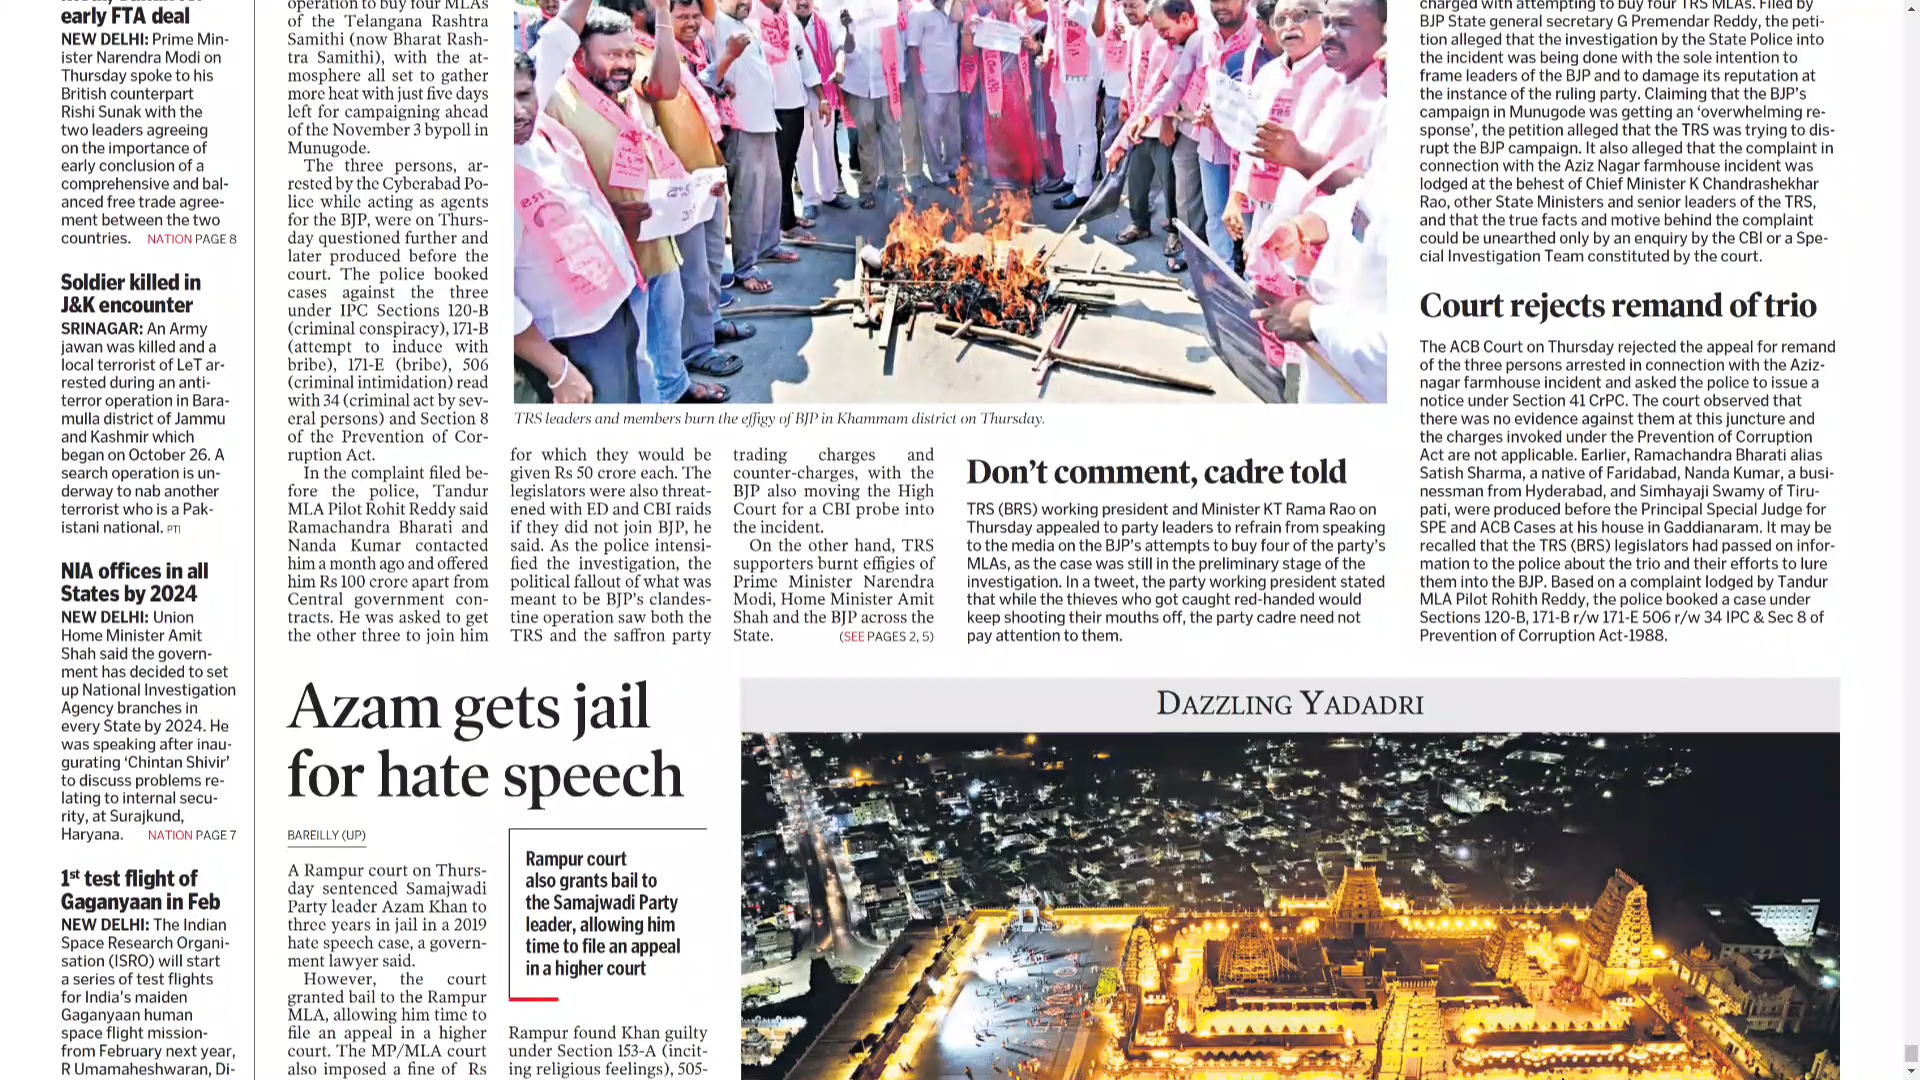 early FTA deal
NEW DELHI: Prime Min-
ister Narendra Modi on
Thursday spoke to his
British counterpart
Rishi Sunak with the
two leaders agreeing
on the importance of
early conclusion of a
comprehensive and bal-
anced free trade agree-
ment between the two
countries. NATION PAGE 8
Soldier killed in
J&K encounter
SRINAGAR: An Army
jawan was killed and a
local terrorist of LeT ar-
rested during an anti-
terror operation in Bara-
mulla district of Jammu
and Kashmir which
began on October 26. A
search operation is un-
derway to nab another
terrorist who is a Pak-
istani national. PTI
NIA offices in all
States by 2024
NEW DELHI: Union
Home Minister Amit
Shah said the govern-
ment has decided to set
up National Investigation
Agency branches in
every State by 2024. He
was speaking after inau-
gurating ‘Chintan Shivir’
to discuss problems re-
lating to internal secu-
rity, at Surajkund,
Haryana. NATION PAGE 7
1st test flight of
Gaganyaan in Feb
NEW DELHI: The Indian
Space Research Organi-
sation (ISRO) will start
a series of test flights
for India’s maiden
Gaganyaan human
space flight mission-
from February next year,
R Umamaheshwaran, Di-
operation to buy four MLAs
of the Telangana Rashtra
Samithi (now Bharat Rash-
tra Samithi), with the at-
mosphere all set to gather
more heat with just five days
left for campaigning ahead
of the November 3 bypoll in
Munugode.
The three persons, ar-
rested by the Cyberabad Po-
lice while acting as agents
for the BJP, were on Thurs-
day questioned further and
later produced before the
court. The police booked
cases against the three
under IPC Sections 120-B
(criminal conspiracy), 171-B
(attempt to induce with
bribe), 171-E (bribe), 506
(criminal intimidation) read
with 34 (criminal act by sev-
eral persons) and Section 8
of the Prevention of Cor-
ruption Act.
In the complaint filed be-
fore the police, Tandur
MLA Pilot Rohit Reddy said
Ramachandra Bharati and
Nanda Kumar contacted
him a month ago and offered
him Rs 100 crore apart from
Central government con-
tracts. He was asked to get
the other three to join him
TRS leaders and members burn the effigy of BJP in Khammam district on Thursday.
for which they would be
given Rs 50 crore each. The
legislators were also threat-
ened with ED and CBI raids
if they did not join BJP, he
said. As the police intensi-
fied the investigation, the
political fallout of what was
meant to be BJP’s clandes-
tine operation saw both the
TRS and the saffron party
trading charges and
counter-charges, with the
BJP also moving the High
Court for a CBI probe into
the incident.
On the other hand, TRS
supporters burnt effigies of
Prime Minister Narendra
Modi, Home Minister Amit
Shah and the BJP across the
State. (SEE PAGES 2, 5)
Don’t comment, cadre told
TRS (BRS) working president and Minister KT Rama Rao on
Thursday appealed to party leaders to refrain from speaking
to the media on the BJP’s attempts to buy four of the party’s
MLAs, as the case was still in the preliminary stage of the
investigation. In a tweet, the party working president stated
that while the thieves who got caught red-handed would
keep shooting their mouths off, the party cadre need not
pay attention to them.
charged with attempting to buy four TRS MLAs. Filed by
BJP State general secretary G Premendar Reddy, the peti-
tion alleged that the investigation by the State Police into
the incident was being done with the sole intention to
frame leaders of the BJP and to damage its reputation at
the instance of the ruling party. Claiming that the BJP’s
campaign in Munugode was getting an ‘overwhelming re-
sponse’, the petition alleged that the TRS was trying to dis-
rupt the BJP campaign. It also alleged that the complaint in
connection with the Aziz Nagar farmhouse incident was
lodged at the behest of Chief Minister K Chandrashekhar
Rao, other State Ministers and senior leaders of the TRS,
and that the true facts and motive behind the complaint
could be unearthed only by an enquiry by the CBI or a Spe-
cial Investigation Team constituted by the court.
Court rejects remand of trio
The ACB Court on Thursday rejected the appeal for remand
of the three persons arrested in connection with the Aziz-
nagar farmhouse incident and asked the police to issue a
notice under Section 41 CrPC. The court observed that
there was no evidence against them at this juncture and
the charges invoked under the Prevention of Corruption
Act are not applicable. Earlier, Ramachandra Bharati alias
Satish Sharma, a native of Faridabad, Nanda Kumar, a busi-
nessman from Hyderabad, and Simhayaji Swamy of Tiru-
pati, were produced before the Principal Special Judge for
SPE and ACB Cases at his house in Gaddianaram. It may be
recalled that the TRS (BRS) legislators had passed on infor-
mation to the police about the trio and their efforts to lure
them into the BJP. Based on a complaint lodged by Tandur
MLA Pilot Rohith Reddy, the police booked a case under
Sections 120-B, 171-B r/w 171-E 506 r/w 34 IPC & Sec 8 of
Prevention of Corruption Act-1988.
Azam gets jail
for hate speech
BAREILLY (UP)
A Rampur court on Thurs-
day sentenced Samajwadi
Party leader Azam Khan to
three years in jail in a 2019
hate speech case, a govern-
ment lawyer said.
However, the court
granted bail to the Rampur
MLA, allowing him time to
file an appeal in a higher
court. The MP/MLA court
also imposed a fine of Rs
Rampur court
also grants bail to
the Samajwadi Party
leader, allowing him
time to file an appeal
in a higher court
Rampur found Khan guilty
under Section 153-A (incit-
ing religious feelings), 505-
DAZZLING YADADRI